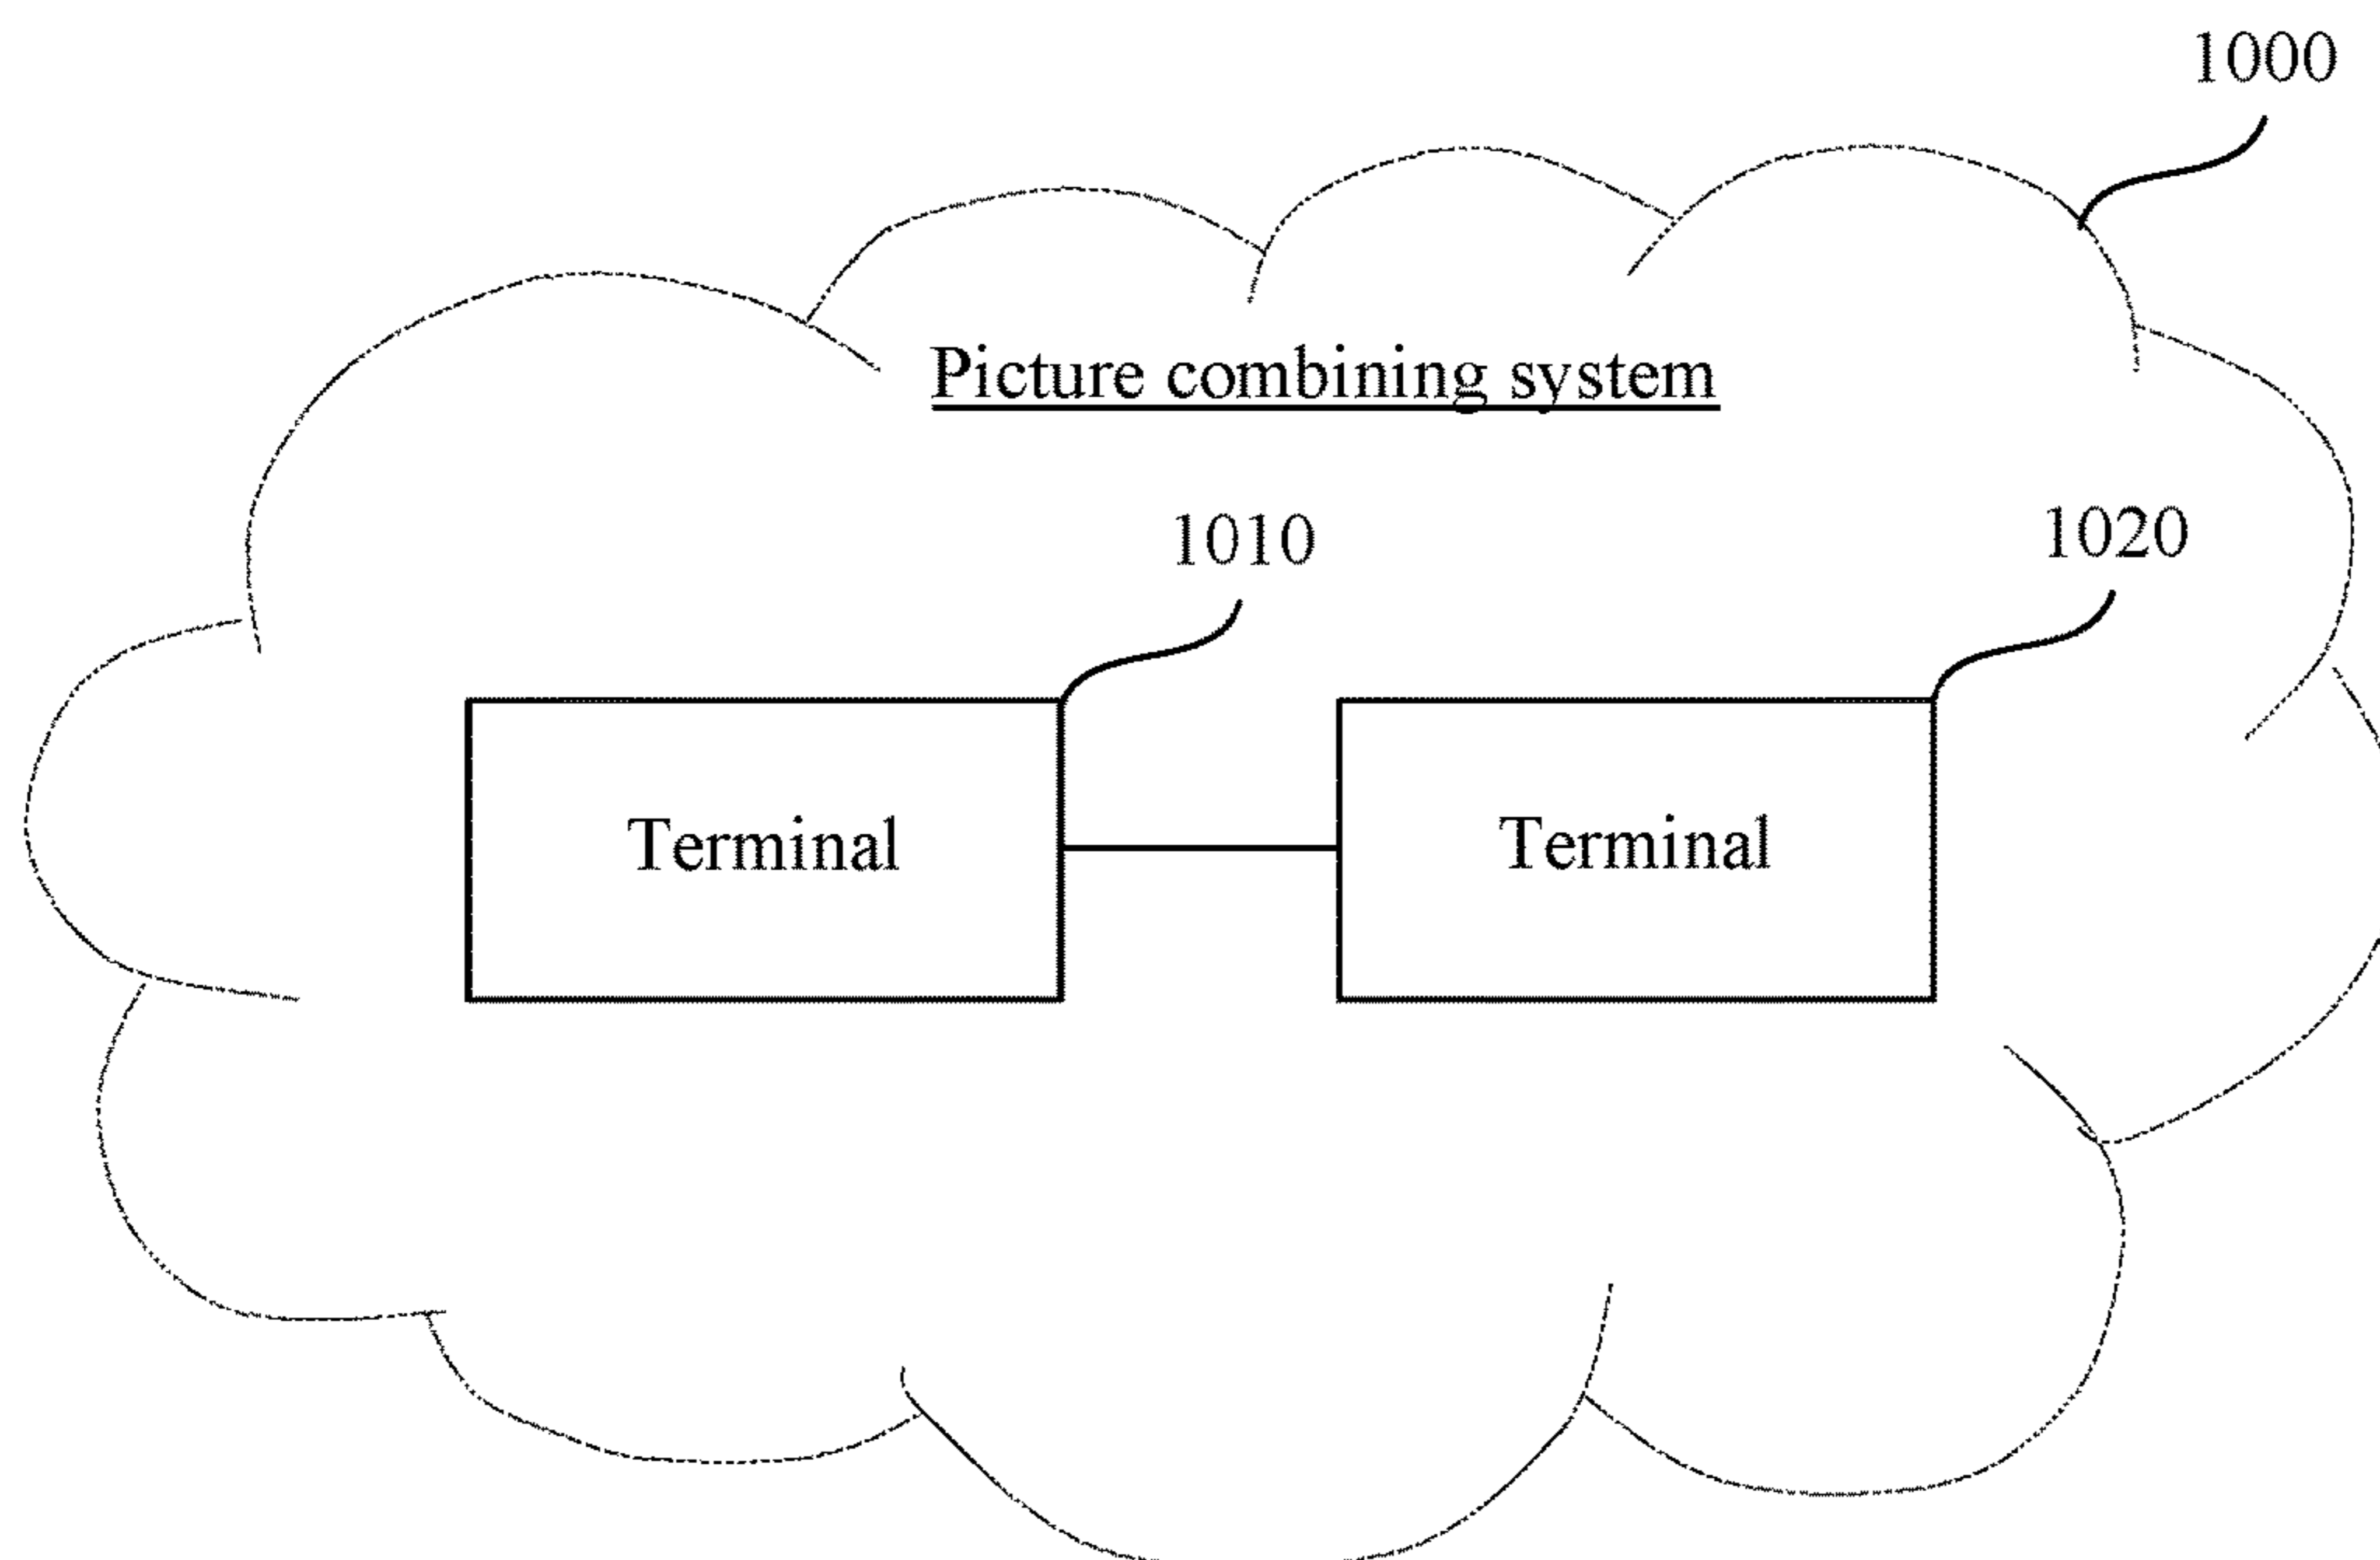 1000
Picture combining system
1010
1020
Terminal
Terminal